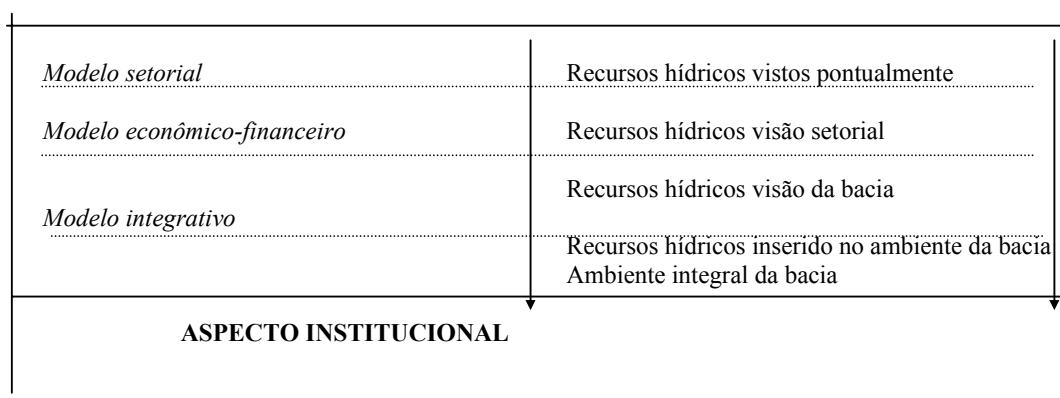 Modelo setorial
Recursos hídricos vistos pontualmente
Modelo econômico-financeiro
Recursos hídricos visão setorial
Recursos hídricos visão da bacia
Modelo integrativo
Recursos hídricos inserido no ambiente da bacia
Ambiente integral da bacia
ASPECTO INSTITUCIONAL